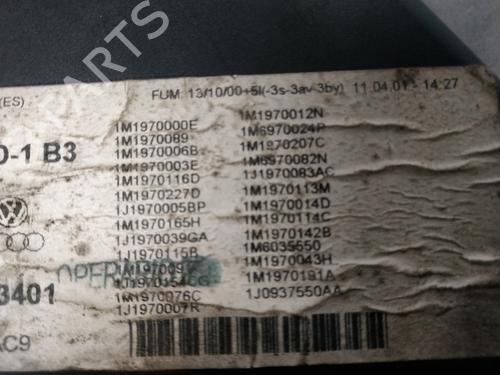 (ES)
FUM: 13/10/00+5I(-3s-3av-3by) 11.04.01 - 14:27
1M1970000E
1M1970089
1M1970006B
1M1970003E
1M1970116D
1M1970227D
1J1970005BP
1M1970165H
1J1970039GA
1J1970115B
1M1970076C
1J1970007R
1M1970012N
1M6970024P
1M1970207C
1M6970082N
1J1970083AC
1M1970113M
1M1970014D
1M1970114C
1M1970142B
1M6035550
1M1970043H
1M1970191A
1J0937550AA
-1 B3
3401
AC9